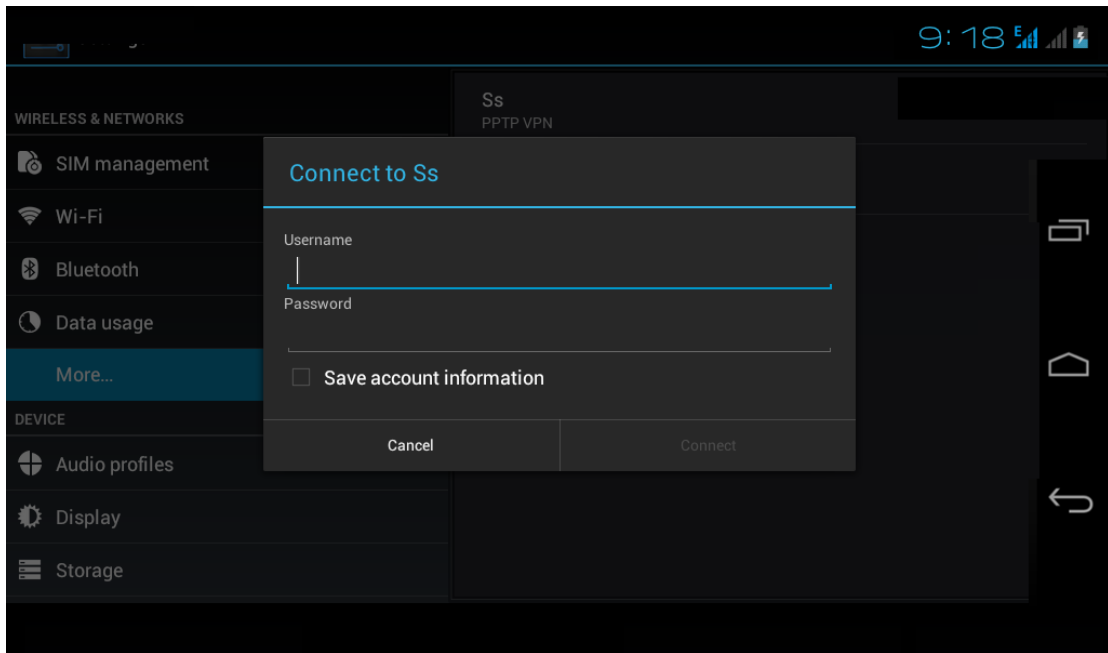 9:18 E
Ss
PPTP VPN
WIRELESS & NETWORKS
SIM management
Wi-Fi
Bluetooth
Data usage
More...
DEVICE
Audio profiles
Display
Storage
Connect to Ss
Username
Password
Save account information
Cancel
Connect